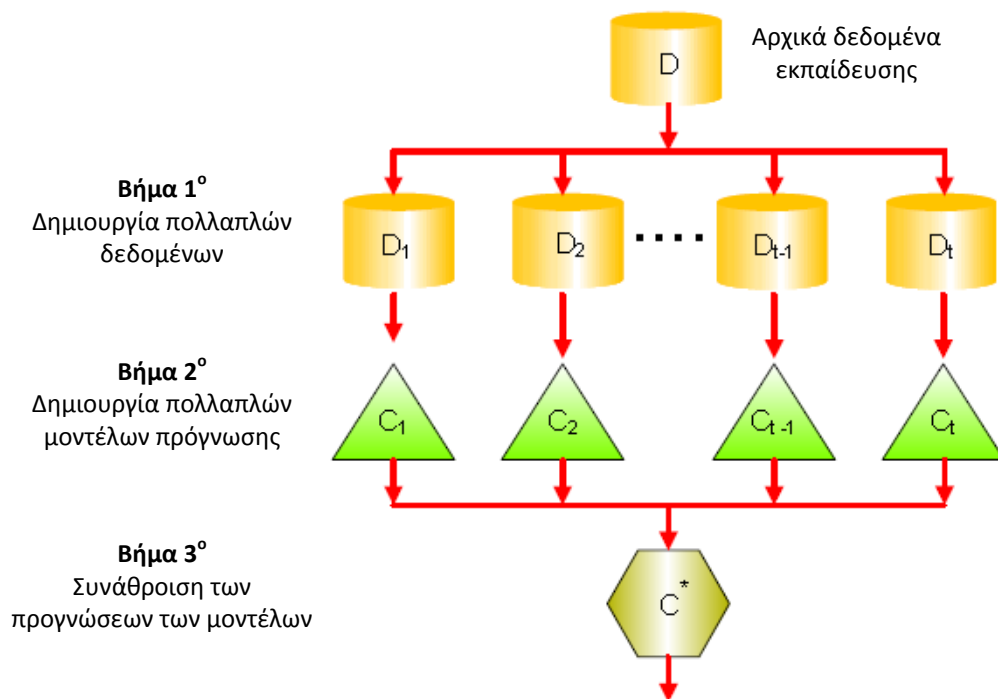 D
Αρχικά δεδομένα
εκπαίδευσης
Βήμα 1ο
Δημιουργία πολλαπλών
δεδομένων
D1
D2
.....
Dt-1
Dt
Βήμα 2ο
Δημιουργία πολλαπλών
μοντέλων πρόγνωσης
C1
C2
Ct-1
Ct
Βήμα 3ο
Συνάθροιση των
προγνώσεων των μοντέλων
C*